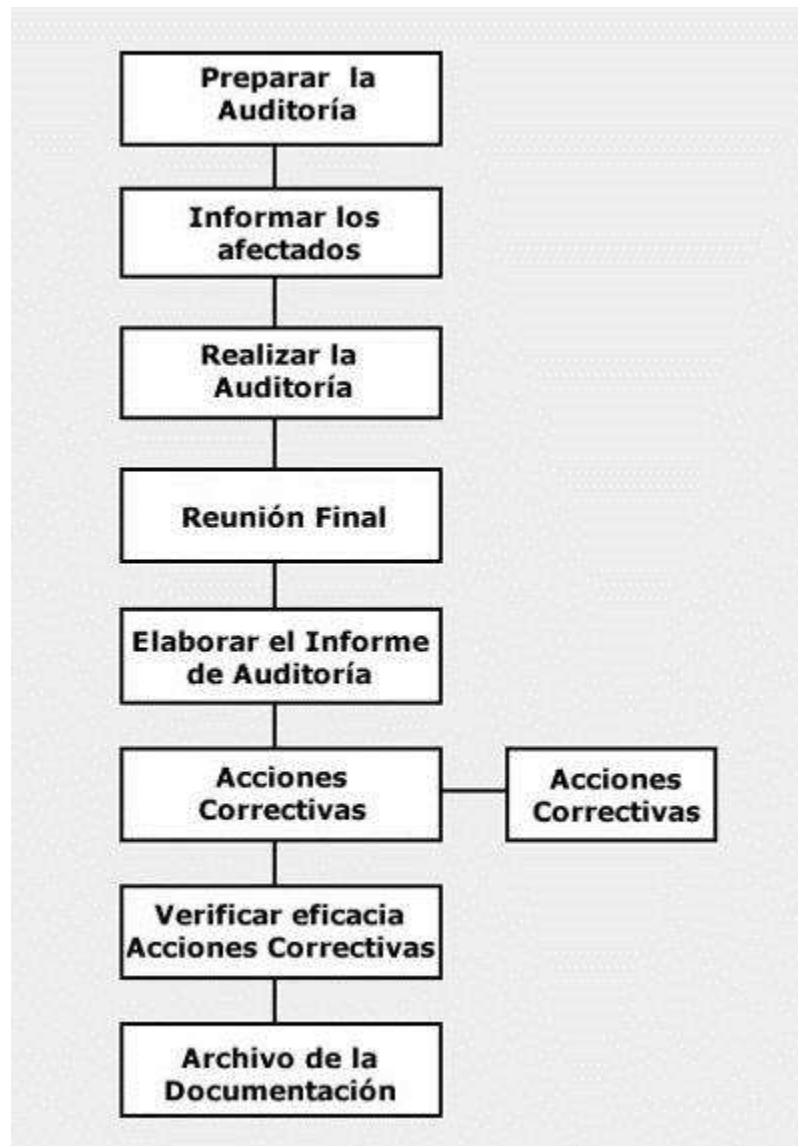 Preparar la
Auditoría
Informar los
afectados
Realizar la
Auditoría
Reunión Final
Elaborar el Informe
de Auditoría
Acciones
Correctivas
Acciones
Correctivas
Verificar eficacia
Acciones Correctivas
Archivo de la
Documentación